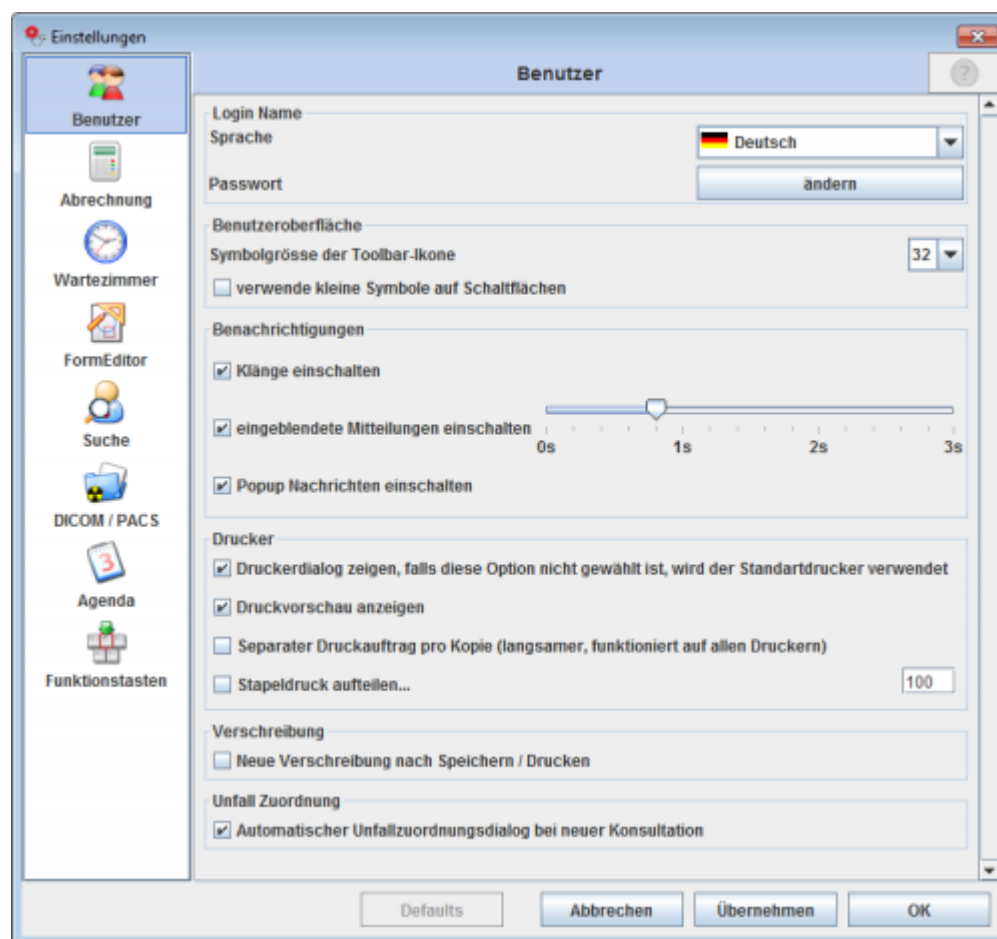 Einstellungen
Benutzer
Abrechnung
Wartezimmer
FormEditor
Suche
DICOM / PACS
3
Agenda
Funktionstasten
Benutzer
?
Login Name
Sprache
Deutsch
Passwort
ändern
Benutzeroberfläche
Symbolgrösse der Toolbar-Ikone
32
verwende kleine Symbole auf Schaltflächen
Benachrichtigungen
Klänge einschalten
eingeblendete Mitteilungen einschalten
0s 1s 2s 3s
Popup Nachrichten einschalten
Drucker
Druckerdialog zeigen, falls diese Option nicht gewählt ist, wird der Standartdrucker verwendet
Druckvorschau anzeigen
Separater Druckauftrag pro Kopie (langsamer, funktioniert auf allen Druckern)
Stapeldruck aufteilen... 100
Verschreibung
Neue Verschreibung nach Speichern / Drucken
Unfall Zuordnung
Automatischer Unfallzuordnungsdialog bei neuer Konsultation
Defaults Abbrechen Übernehmen OK